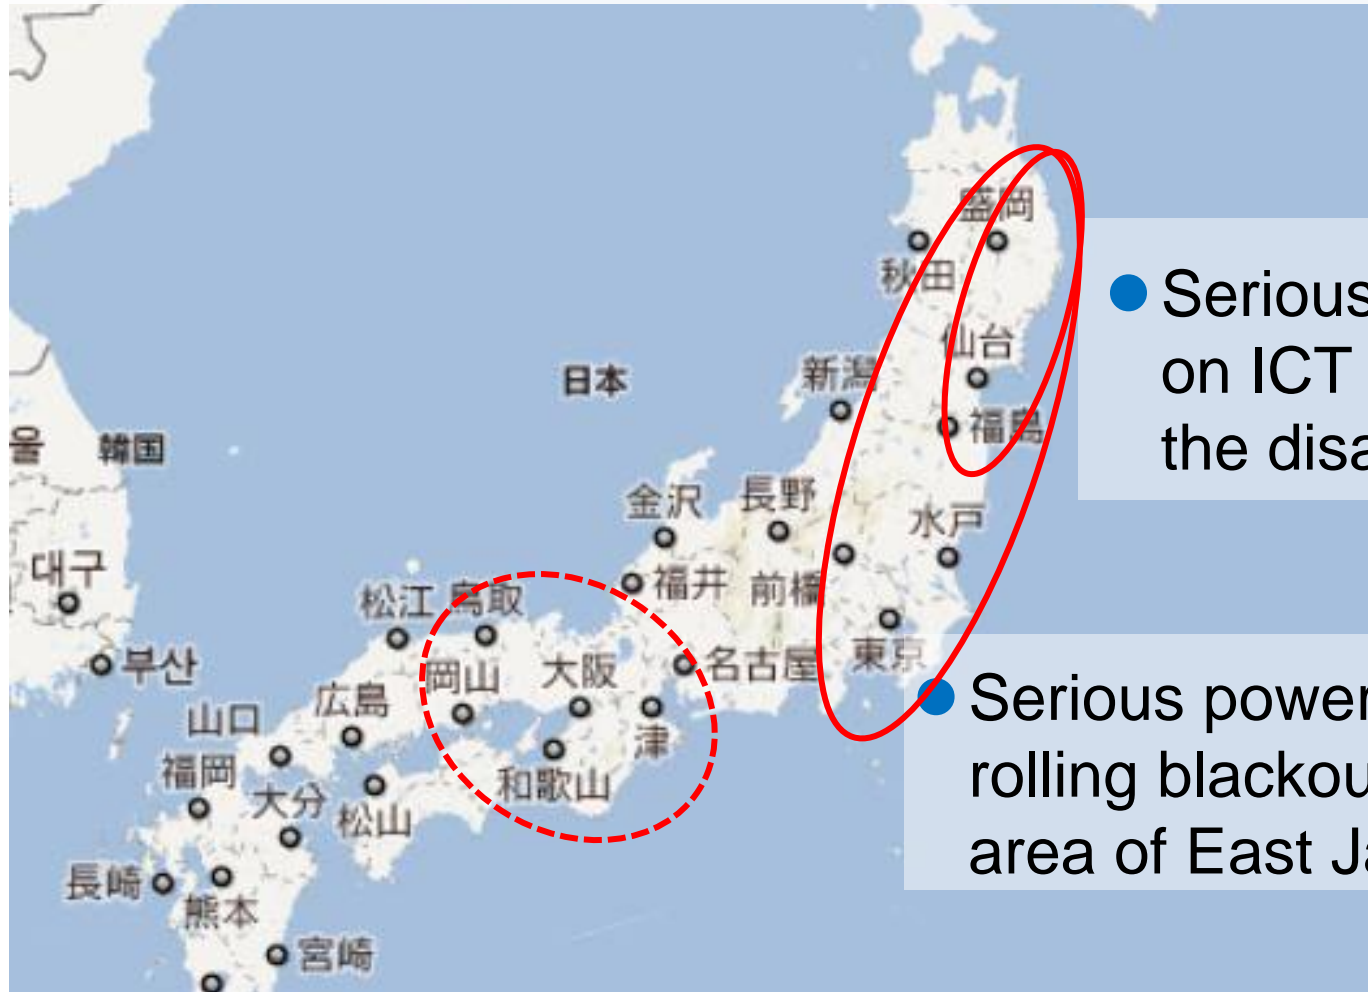 盛岡
秋田
仙台
新潟
日本
福島
울
韓国
金沢
長野
水戸
대구
福井
前橋
松江
鳥取
東京
부산
岡山
大阪
名古屋
山口
広島
津
福岡
和歌山
大分
松山
長崎
熊本
宮崎
● Serious
on ICT
the disa
● Serious power
rolling blackou
area of East Ja